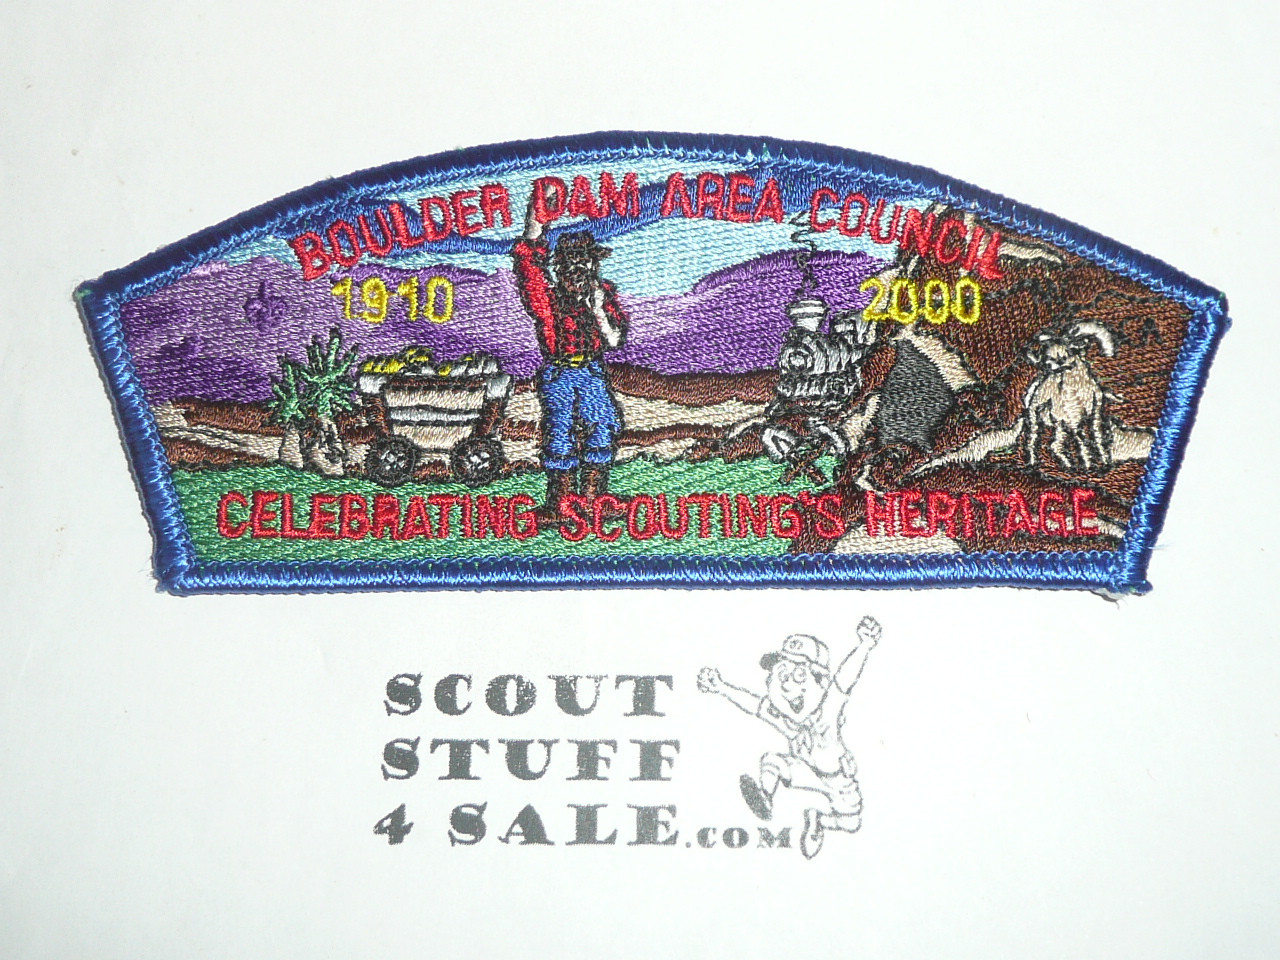 BOULDER DAM AREA COUNCIL
1910 2000
CELEBRATING SCOUTING'S HERITAGE
SCOUT
STUFF
4 SALE.COM